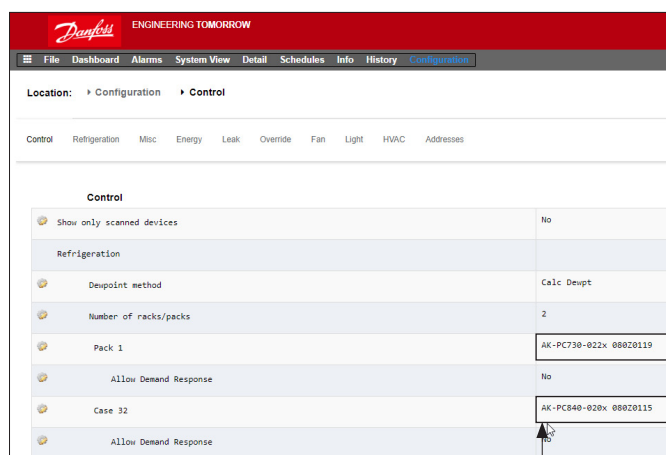 Danfoss ENGINEERING TOMORROW
File Dashboard Alarms System View Detail Schedules Info History Configuration
Location: Configuration Control
Control Refrigeration Misc Energy Leak Override Fan Light HVAC Addresses
Control
Show only scanned devices No
Refrigeration
Dewpoint method Calc Dewpt
Number of racks/packs 2
Pack 1 AK-PC730-022x 080Z0119
Allow Demand Response No
Case 32 AK-PC840-020x 080Z0115
Allow Demand Response No